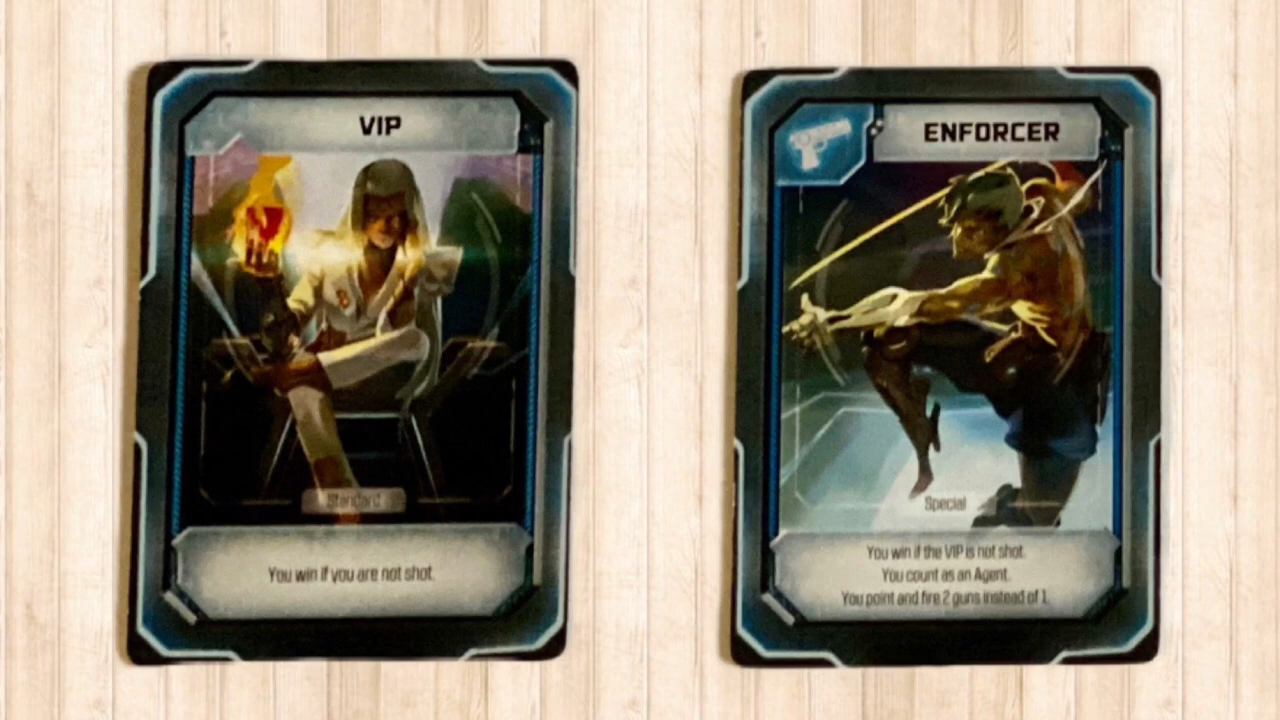 VIP
Standard
You win if you are not shot.
ENFORCER
Special
You win if the VIP is not shot.
You count as an Agent.
You point and fire 2 guns instead of 1.